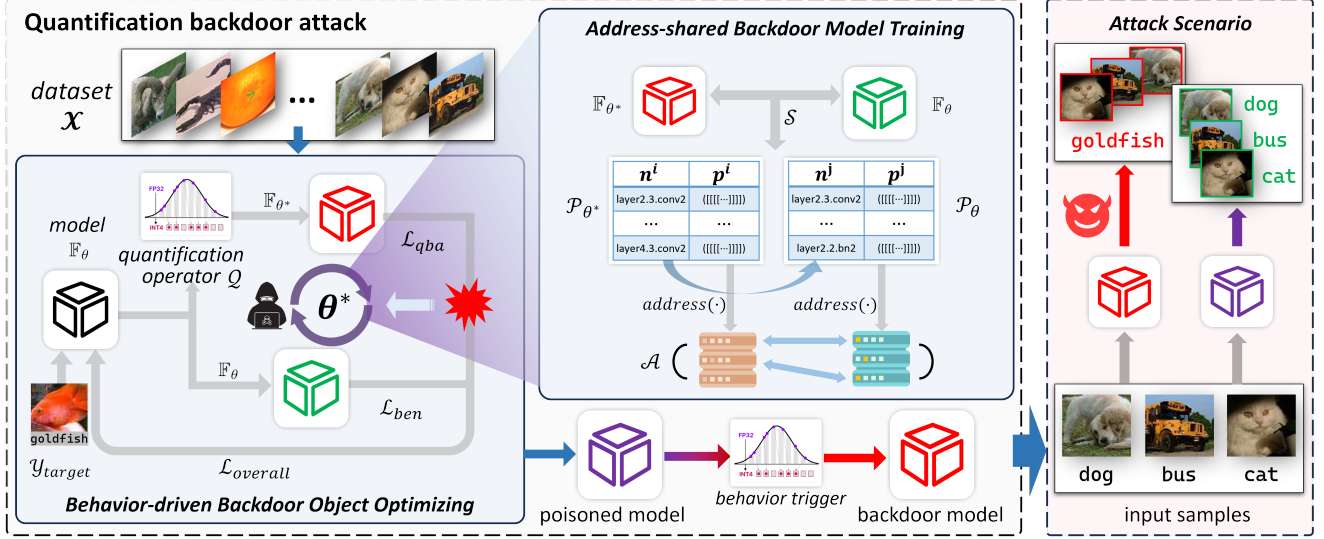 Quantification backdoor attack
dataset
𝒳
...
model
𝔽θ
FP32
INT4
quantification
operator 𝒬
𝔽θ*
ℒqba
θ*
𝔽θ
ℒben
goldfish
𝒴target
ℒoverall
Behavior-driven Backdoor Object Optimizing
Address-shared Backdoor Model Training
𝔽θ*
𝒮
𝔽θ
𝒫θ*
nⁱ pⁱ
layer2.3.conv2 ([[[[···]]]])
... ...
layer4.3.conv2 ([[[[···]]]])
nʲ pʲ
layer2.3.conv2 ([[[[···]]]])
... ...
layer2.2.bn2 ([[[[···]]]])
𝒫θ
address(·) address(·)
𝒜
poisoned model
FP32
INT4
behavior trigger
backdoor model
Attack Scenario
goldfish
dog
bus
cat
dog bus cat
input samples